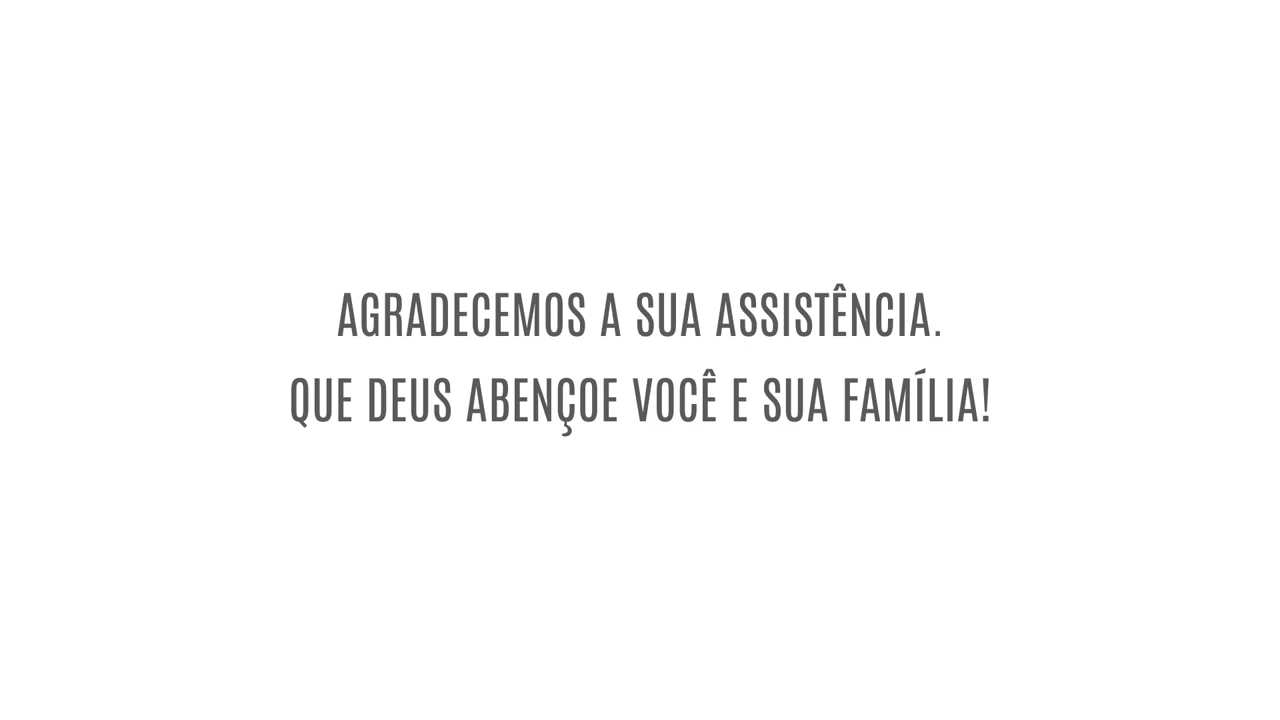 AGRADECEMOS A SUA ASSISTÊNCIA.
QUE DEUS ABENÇOE VOCÊ E SUA FAMÍLIA!